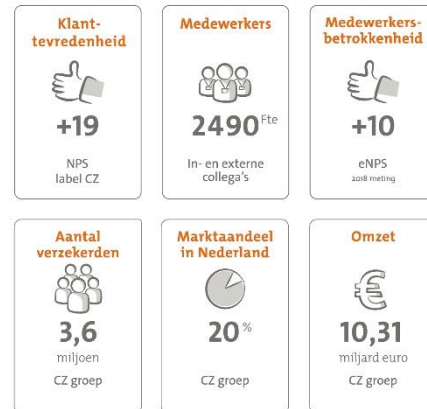 Klant-
tevredenheid
+19
NPS
label CZ
Medewerkers
2490 Fte
In- en externe
collega's
Medewerkers-
betrokkenheid
+10
eNPS
2018 meting
Aantal
verzekerden
3,6
miljoen
CZ groep
Marktaandeel
in Nederland
20 %
CZ groep
Omzet
€
10,31
miljard euro
CZ groep